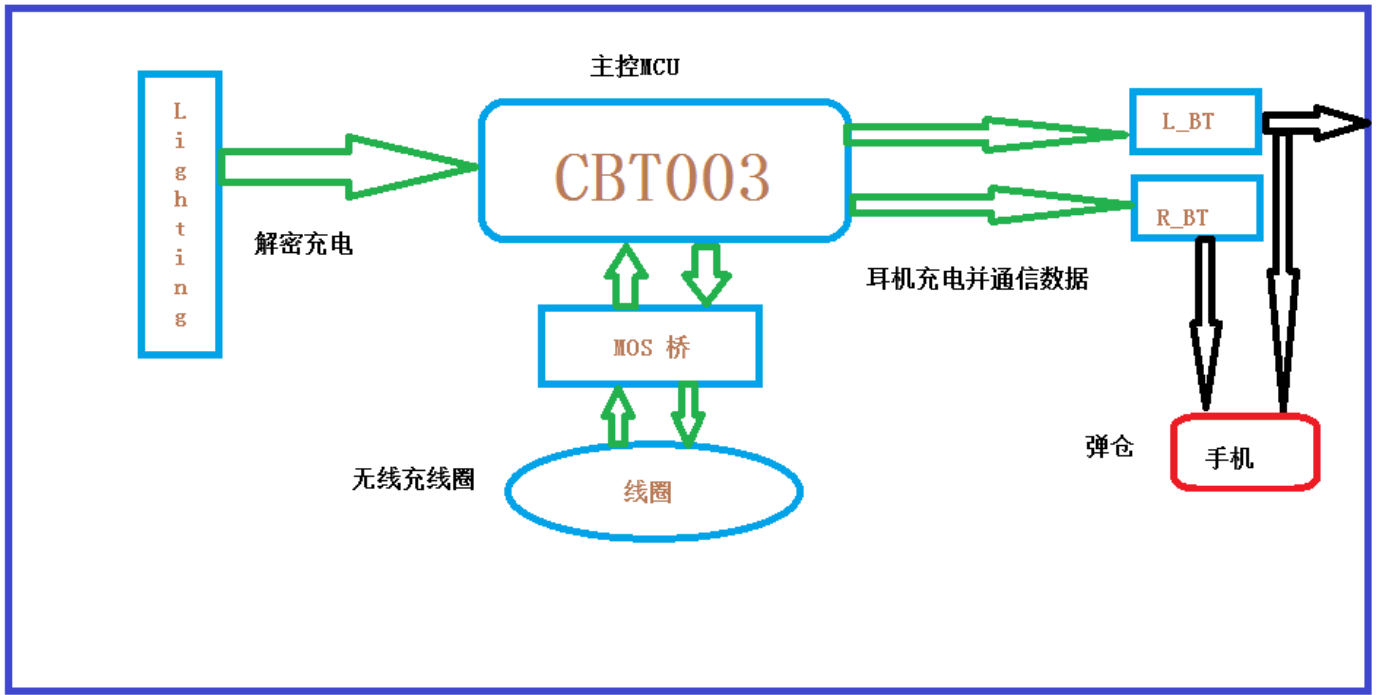 主控MCU
Lighting
CBT003
L_BT
R_BT
解密充电
耳机充电并通信数据
MOS 桥
弹仓
手机
无线充线圈
线圈